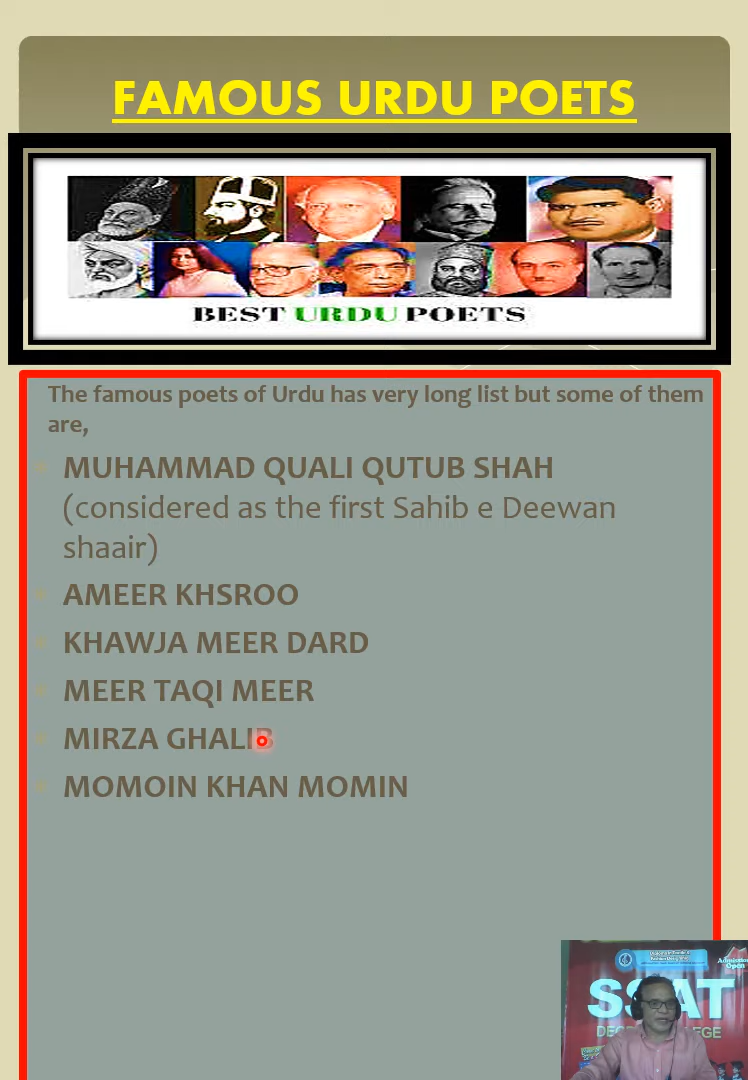 FAMOUS URDU POETS
BEST URDU POETS
The famous poets of Urdu has very long list but some of them
are,
MUHAMMAD QUALI QUTUB SHAH
(considered as the first Sahib e Deewan
shaair)
AMEER KHSROO
KHAWJA MEER DARD
MEER TAQI MEER
MIRZA GHALIB
MOMOIN KHAN MOMIN
Admission
Open